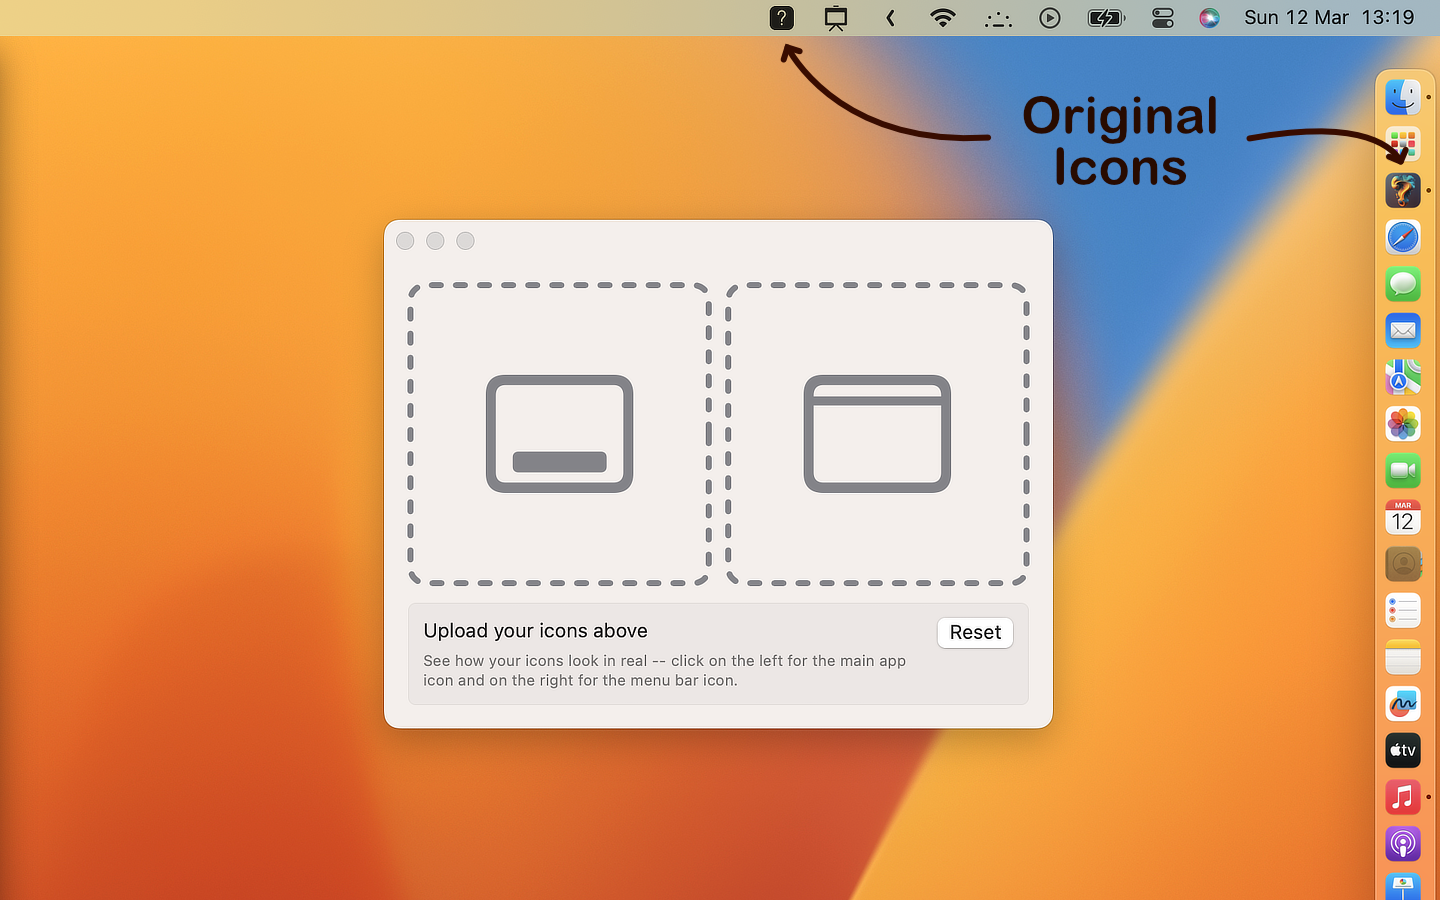 ?
Sun 12 Mar 13:19
Original
Icons
Upload your icons above
Reset
See how your icons look in real -- click on the left for the main app
icon and on the right for the menu bar icon.
MAR
12
tv